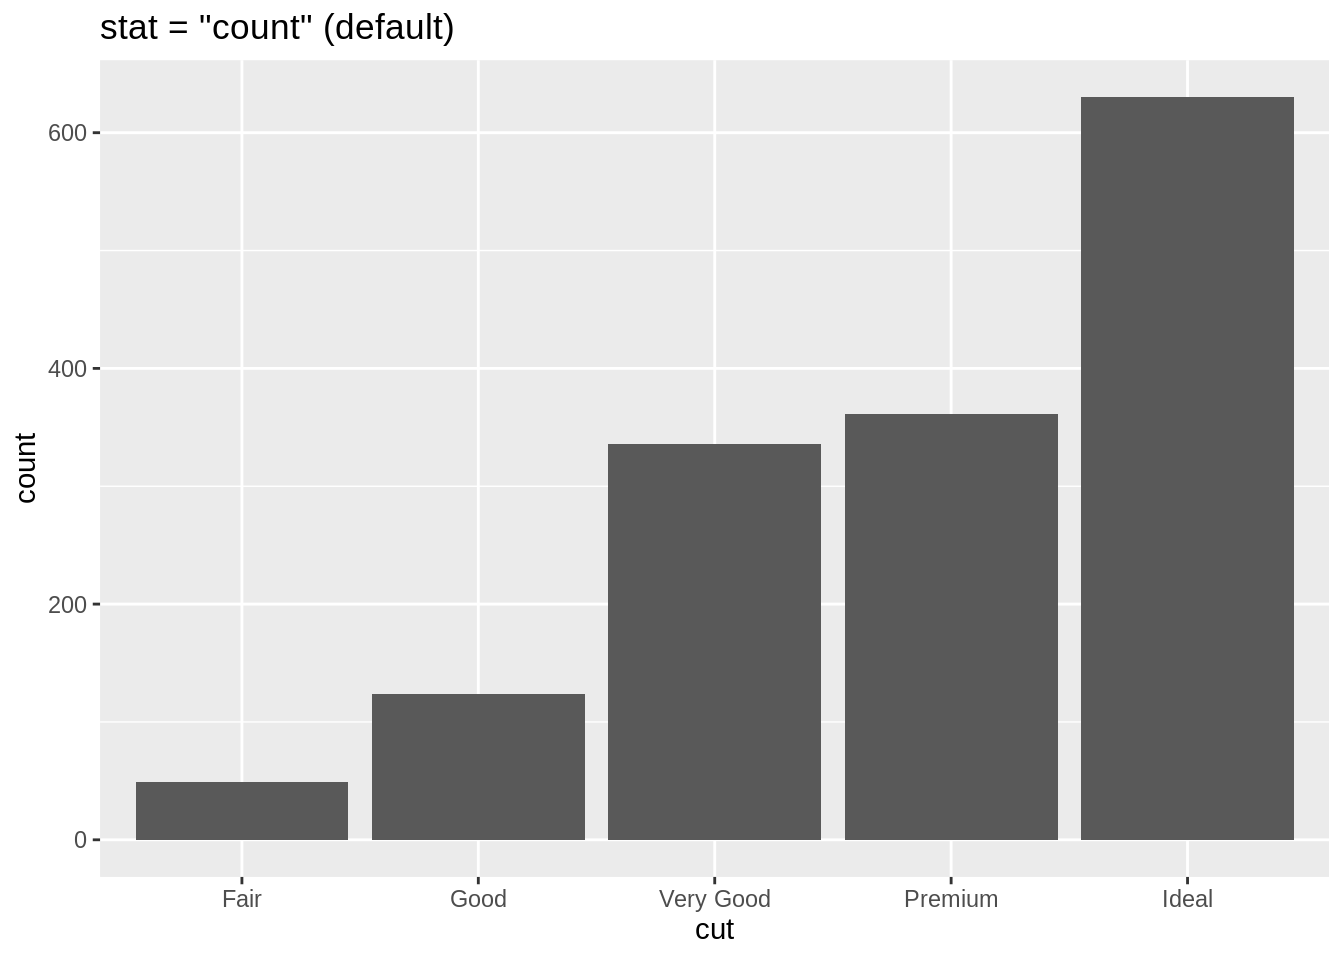 stat = "count" (default)
600
400
200
0
count
Fair Good Very Good Premium Ideal
cut